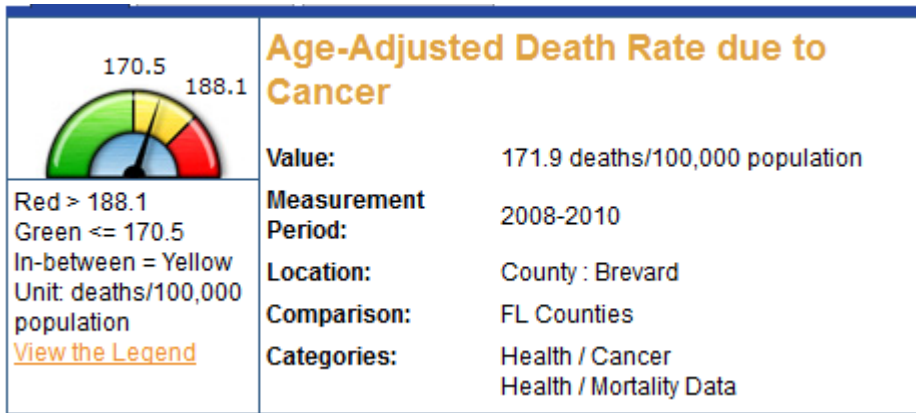 170.5
188.1
Red > 188.1
Green <= 170.5
In-between = Yellow
Unit: deaths/100,000
population
View the Legend
Age-Adjusted Death Rate due to
Cancer
Value: 171.9 deaths/100,000 population
Measurement
Period: 2008-2010
Location: County : Brevard
Comparison: FL Counties
Categories: Health / Cancer
Health / Mortality Data